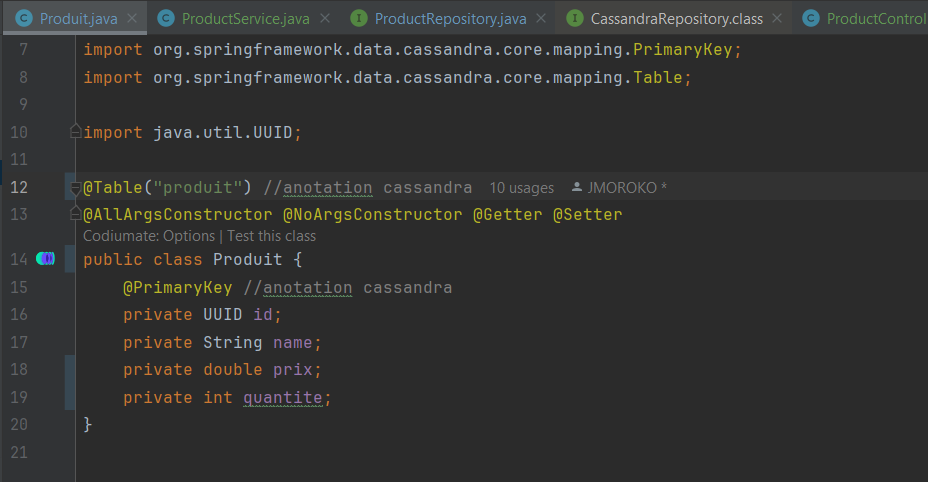 Produit.java × ProductService.java × ProductRepository.java × CassandraRepository.class × ProductControl
7 import org.springframework.data.cassandra.core.mapping.PrimaryKey;
8 import org.springframework.data.cassandra.core.mapping.Table;
9
10 import java.util.UUID;
11
12 @Table("produit") //anotation cassandra 10 usages JMOROKO *
13 @AllArgsConstructor @NoArgsConstructor @Getter @Setter
Codiumate: Options | Test this class
14 public class Produit {
15 @PrimaryKey //anotation cassandra
16 private UUID id;
17 private String name;
18 private double prix;
19 private int quantite;
20 }
21